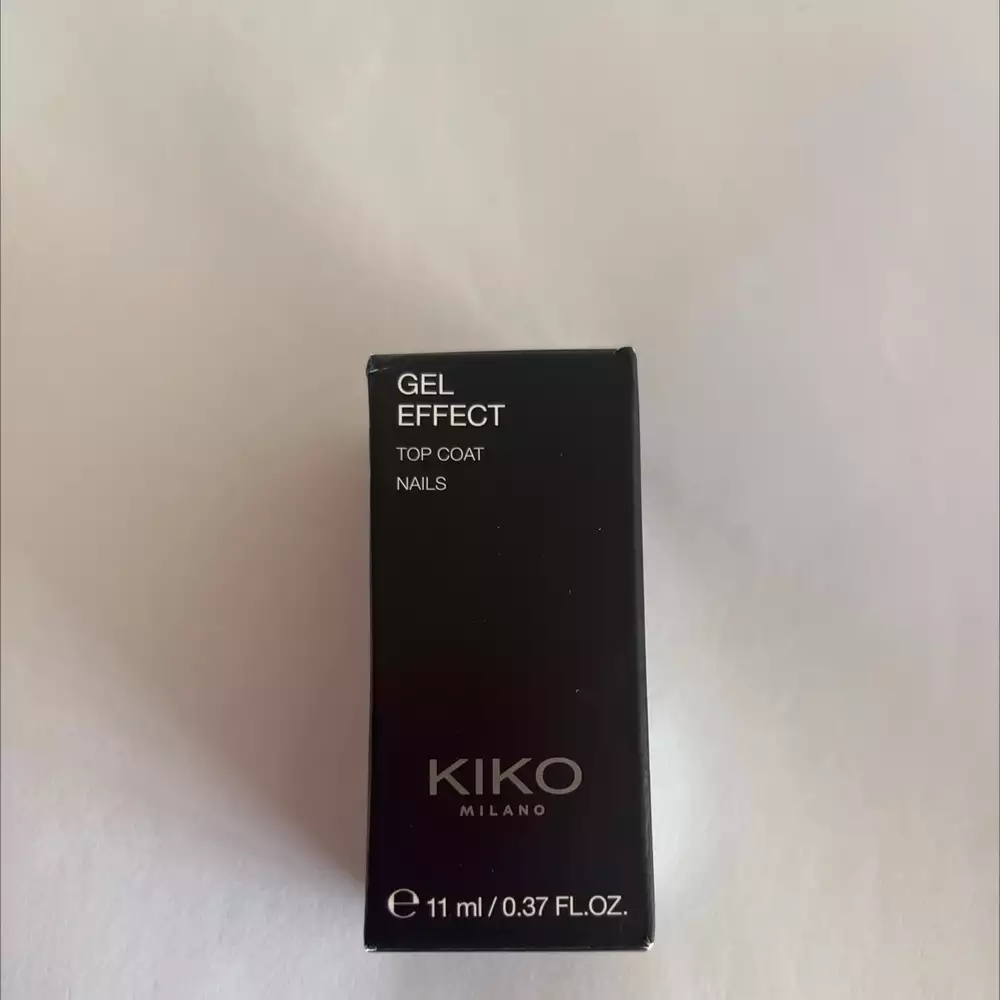 GEL
EFFECT
TOP COAT
NAILS
KIKO
MILANO
℮ 11 ml / 0.37 FL.OZ.